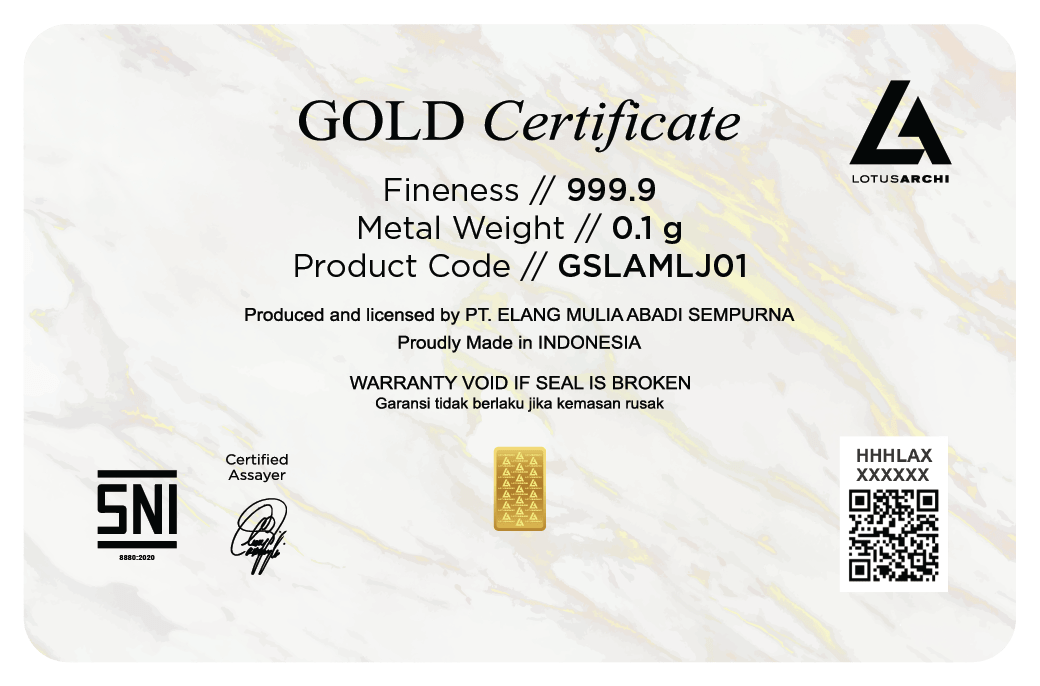 GOLD Certificate
LOTUSARCHI
Fineness // 999.9
Metal Weight // 0.1 g
Product Code // GSLAMLJ01
Produced and licensed by PT. ELANG MULIA ABADI SEMPURNA
Proudly Made in INDONESIA
WARRANTY VOID IF SEAL IS BROKEN
Garansi tidak berlaku jika kemasan rusak
Certified
Assayer
SNI
8880:2020
HHHLAX
XXXXXX